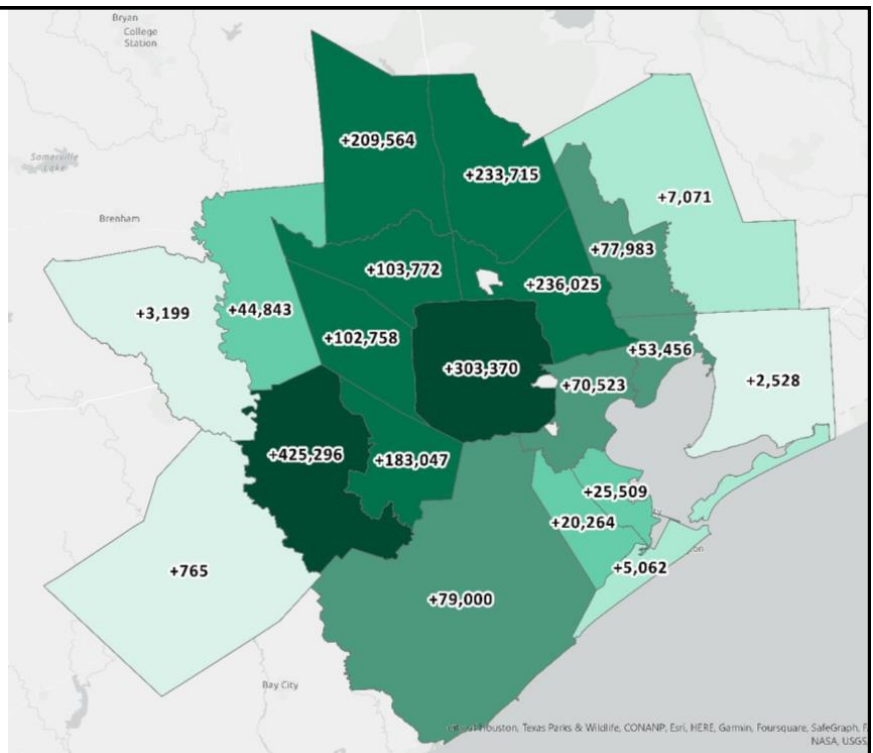 Bryan
College
Station
+209,564
+233,715
Somerville
Lake
+7,071
Brenham
+77,983
+103,772
+236,025
+3,199
+44,843
+102,758
+53,456
+303,370
+70,523
+2,528
+425,296
+183,047
+25,509
+20,264
+765
+5,062
+79,000
Bay City
Houston, Texas Parks & Wildlife, CONANP, Esri, HERE, Garmin, Foursquare, SafeGraph,
NASA, USGS